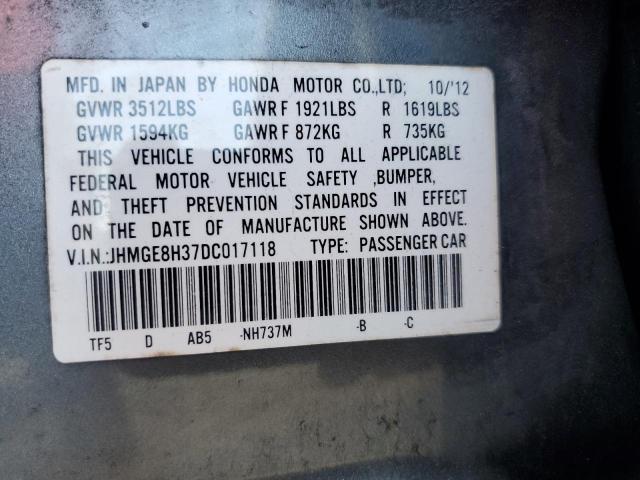 MFD. IN JAPAN BY HONDA MOTOR CO.,LTD; 10/'12
GVWR 3512LBS GAWR F 1921LBS R 1619LBS
GVWR 1594KG GAWR F 872KG R 735KG
THIS VEHICLE CONFORMS TO ALL APPLICABLE
FEDERAL MOTOR VEHICLE SAFETY ,BUMPER,
AND THEFT PREVENTION STANDARDS IN EFFECT
ON THE DATE OF MANUFACTURE SHOWN ABOVE.
V.I.N.:JHMGE8H37DC017118 TYPE: PASSENGER CAR
TF5 D AB5 -NH737M -B -C